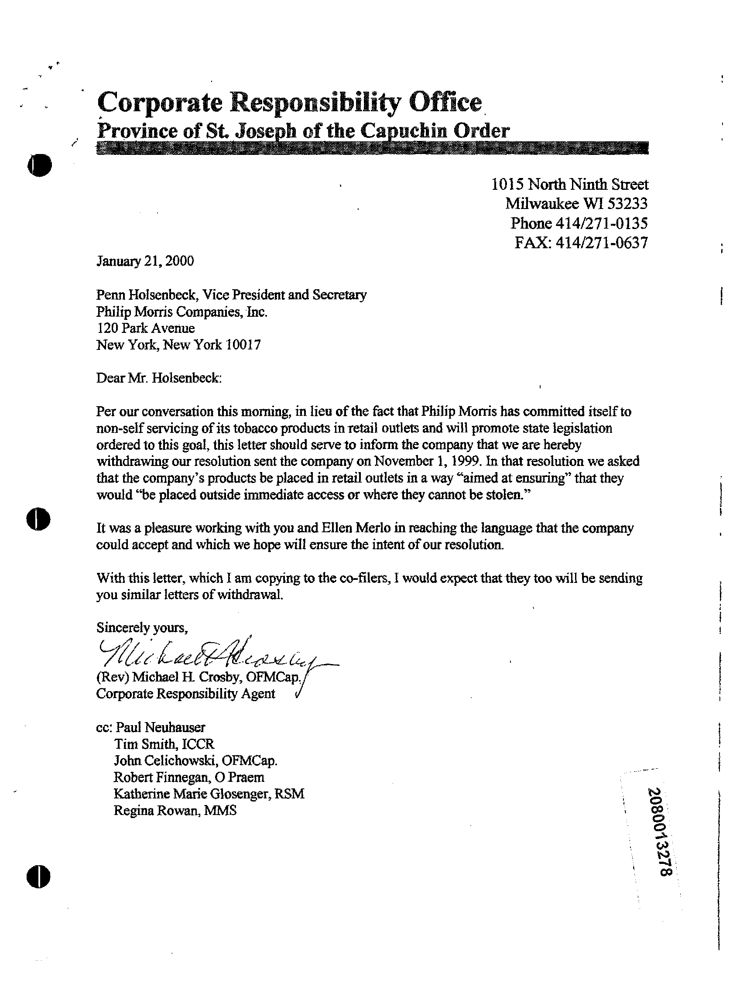 Corporate Responsibility Office
Province of St. Joseph of the Capuchin Order
1015 North Ninth Street
Milwaukee WI 53233
Phone 414/271-0135
FAX: 414/271-0637
January 21, 2000
Penn Holsenbeck, Vice President and Secretary
Philip Morris Companies, Inc.
120 Park Avenue
New York, New York 10017
Dear Mr. Holsenbeck:
Per our conversation this morning, in lieu of the fact that Philip Morris has committed itself to
non-self servicing of its tobacco products in retail outlets and will promote state legislation
ordered to this goal, this letter should serve to inform the company that we are hereby
withdrawing our resolution sent the company on November 1, 1999. In that resolution we asked
that the company's products be placed in retail outlets in a way "aimed at ensuring" that they
would "be placed outside immediate access or where they cannot be stolen."
It was a pleasure working with you and Ellen Merlo in reaching the language that the company
could accept and which we hope will ensure the intent of our resolution.
With this letter, which I am copying to the co-filers, I would expect that they too will be sending
you similar letters of withdrawal.
Sincerely yours,
Michael H Crosby
(Rev) Michael H. Crosby, OFMCap.
Corporate Responsibility Agent
cc: Paul Neuhauser
Tim Smith, ICCR
John Celichowski, OFMCap.
Robert Finnegan, O Praem
Katherine Marie Glosenger, RSM
Regina Rowan, MMS
2080013278